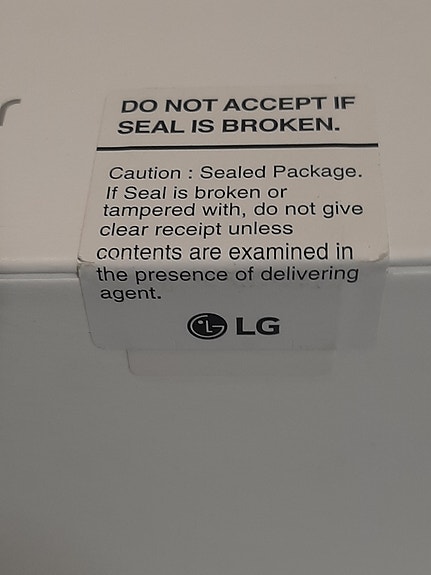 DO NOT ACCEPT IF
SEAL IS BROKEN.
Caution : Sealed Package.
If Seal is broken or
tampered with, do not give
clear receipt unless
contents are examined in
the presence of delivering
agent.
LG